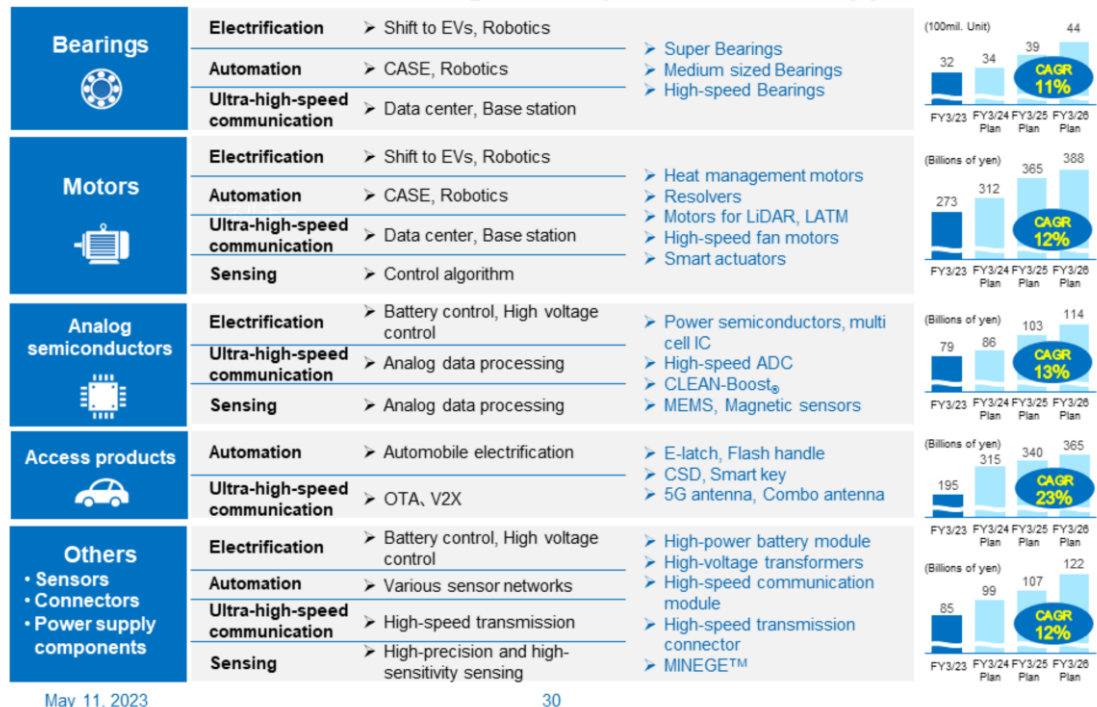 Bearings
Electrification
➢ Shift to EVs, Robotics
Automation
➢ CASE, Robotics
Ultra-high-speed
communication
➢ Data center, Base station
➢ Super Bearings
➢ Medium sized Bearings
➢ High-speed Bearings
(100mil. Unit)
32
34
39
44
CAGR
11%
FY3/23 FY3/24 FY3/25 FY3/26
Plan Plan Plan
Motors
Electrification
➢ Shift to EVs, Robotics
Automation
➢ CASE, Robotics
Ultra-high-speed
communication
➢ Data center, Base station
Sensing
➢ Control algorithm
➢ Heat management motors
➢ Resolvers
➢ Motors for LiDAR, LATM
➢ High-speed fan motors
➢ Smart actuators
(Billions of yen)
273
312
365
388
CAGR
12%
FY3/23 FY3/24 FY3/25 FY3/26
Plan Plan Plan
Analog
semiconductors
Electrification
➢ Battery control, High voltage
control
Ultra-high-speed
communication
➢ Analog data processing
Sensing
➢ Analog data processing
➢ Power semiconductors, multi
cell IC
➢ High-speed ADC
➢ CLEAN-Boost®
➢ MEMS, Magnetic sensors
(Billions of yen)
79
86
103
114
CAGR
13%
FY3/23 FY3/24 FY3/25 FY3/26
Plan Plan Plan
Access products
Automation
➢ Automobile electrification
Ultra-high-speed
communication
➢ OTA、V2X
➢ E-latch, Flash handle
➢ CSD, Smart key
➢ 5G antenna, Combo antenna
(Billions of yen)
195
315
340
365
CAGR
23%
FY3/23 FY3/24 FY3/25 FY3/26
Plan Plan Plan
Others
• Sensors
• Connectors
• Power supply
components
Electrification
➢ Battery control, High voltage
control
Automation
➢ Various sensor networks
Ultra-high-speed
communication
➢ High-speed transmission
Sensing
➢ High-precision and high-
sensitivity sensing
➢ High-power battery module
➢ High-voltage transformers
➢ High-speed communication
module
➢ High-speed transmission
connector
➢ MINEGE™
(Billions of yen)
85
99
107
122
CAGR
12%
FY3/23 FY3/24 FY3/25 FY3/26
Plan Plan Plan
May 11, 2023
30